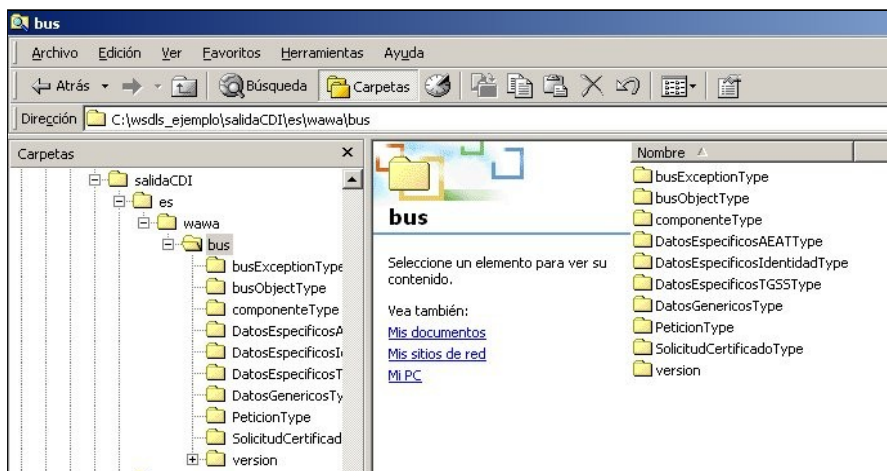 bus
Archivo Edición Ver Favoritos Herramientas Ayuda
Atrás Búsqueda Carpetas
Dirección C:\wsdls_ejemplo\salidaCDI\es\wawa\bus
Carpetas x
salidaCDI
es
wawa
bus
busExceptionType
busObjectType
componenteType
DatosEspecificosA
DatosEspecificosI
DatosEspecificosT
DatosGenericosTy
PeticionType
SolicitudCertificad
version
bus
Seleccione un elemento para ver su
contenido.
Vea también:
Mis documentos
Mis sitios de red
Mi PC
Nombre
busExceptionType
busObjectType
componenteType
DatosEspecificosAEATType
DatosEspecificosIdentidadType
DatosEspecificosTGSSType
DatosGenericosType
PeticionType
SolicitudCertificadoType
version